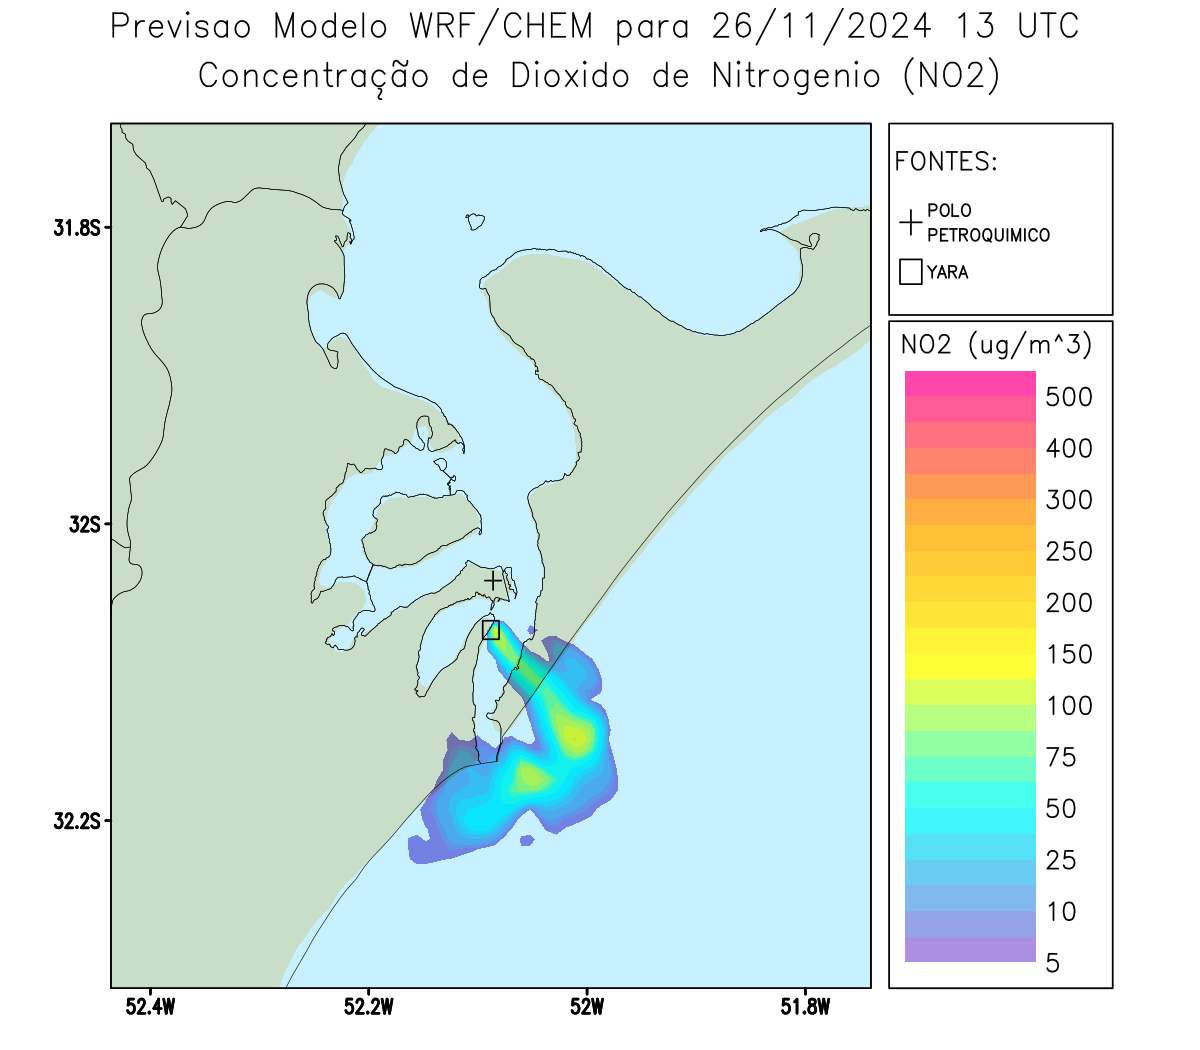 Previsao Modelo WRF/CHEM para 26/11/2024 13 UTC
Concentração de Dioxido de Nitrogenio (NO2)
FONTES:
POLO
PETROQUIMICO
YARA
NO2 (ug/m^3)
500
400
300
250
200
150
100
75
50
25
10
5
31.8S
32S
32.2S
52.4W
52.2W
52W
51.8W